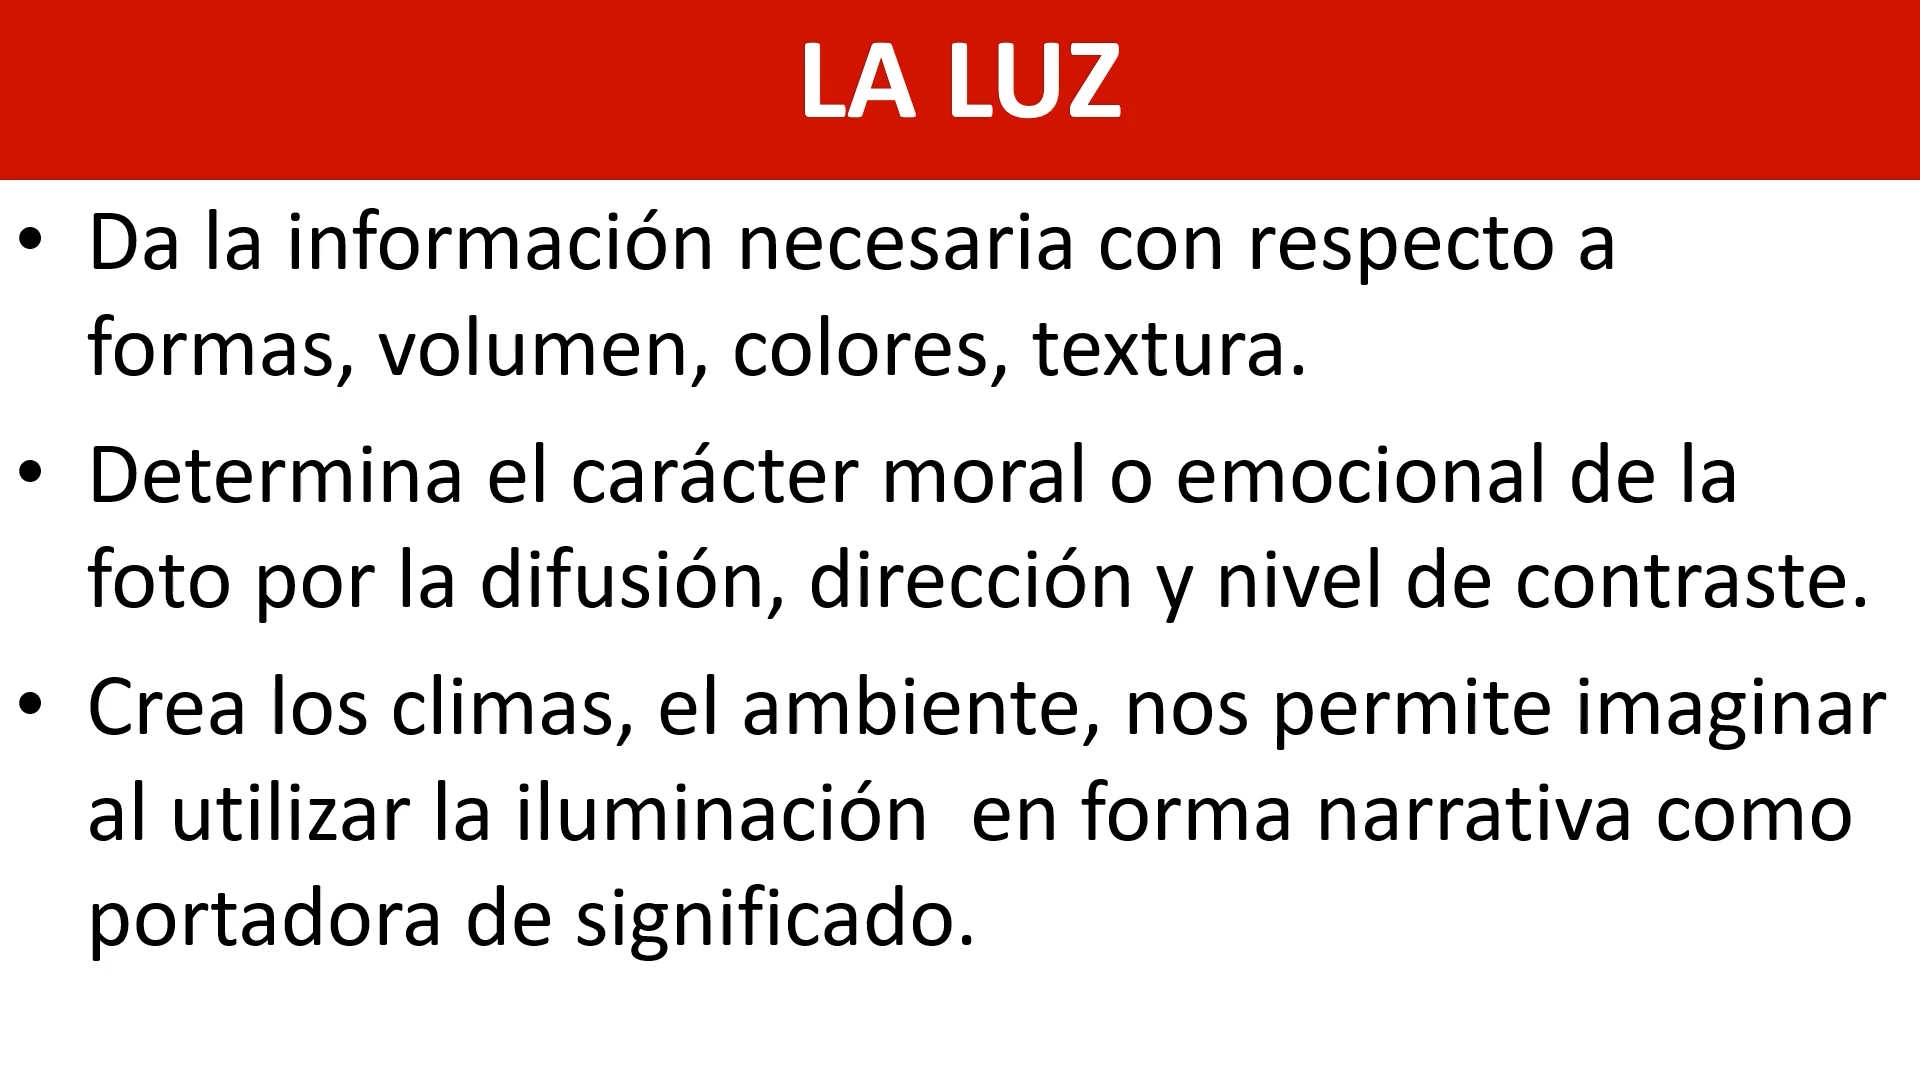 LA LUZ
• Da la información necesaria con respecto a
formas, volumen, colores, textura.
• Determina el carácter moral o emocional de la
foto por la difusión, dirección y nivel de contraste.
• Crea los climas, el ambiente, nos permite imaginar
al utilizar la iluminación  en forma narrativa como
portadora de significado.